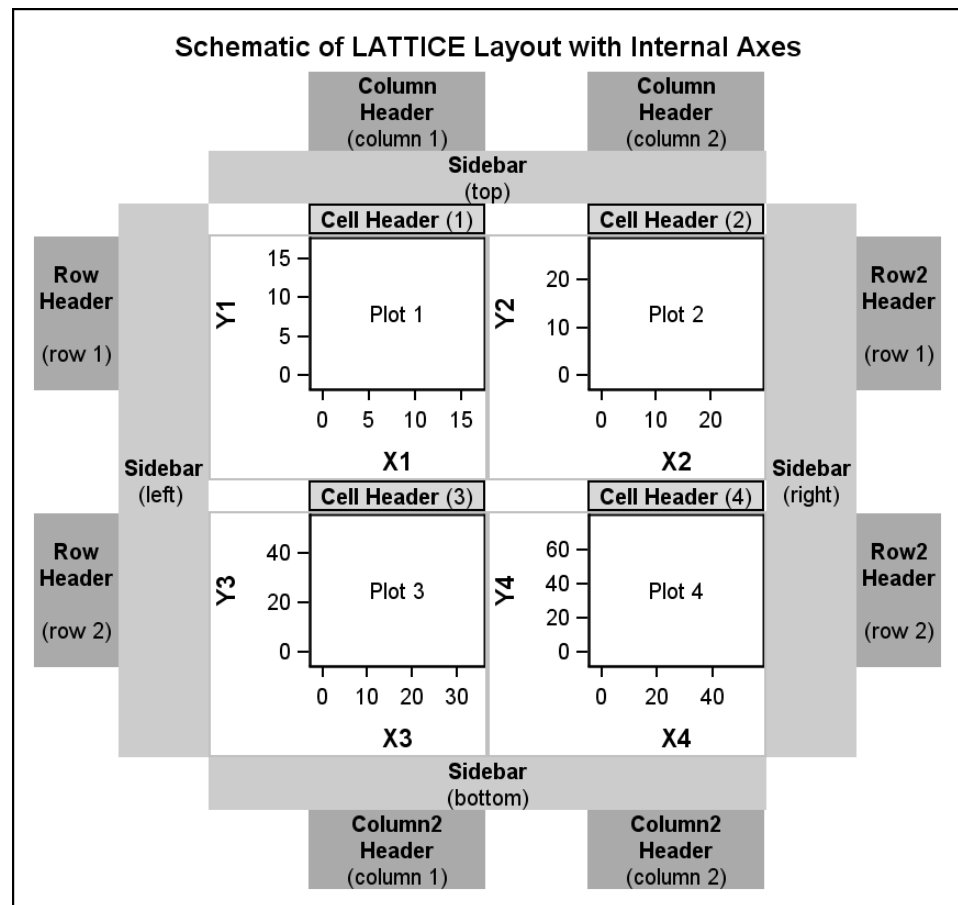 Schematic of LATTICE Layout with Internal Axes
Column
Header
(column 1)
Column
Header
(column 2)
Sidebar
(top)
Cell Header (1)
Cell Header (2)
Row
Header
(row 1)
Y1
15
10
5
0
Plot 1
0 5 10 15
X1
Y2
20
10
0
Plot 2
0 10 20
X2
Row2
Header
(row 1)
Sidebar
(left)
Sidebar
(right)
Cell Header (3)
Cell Header (4)
Row
Header
(row 2)
Y3
40
20
0
Plot 3
0 10 20 30
X3
Y4
60
40
20
0
Plot 4
0 20 40
X4
Row2
Header
(row 2)
Sidebar
(bottom)
Column2
Header
(column 1)
Column2
Header
(column 2)